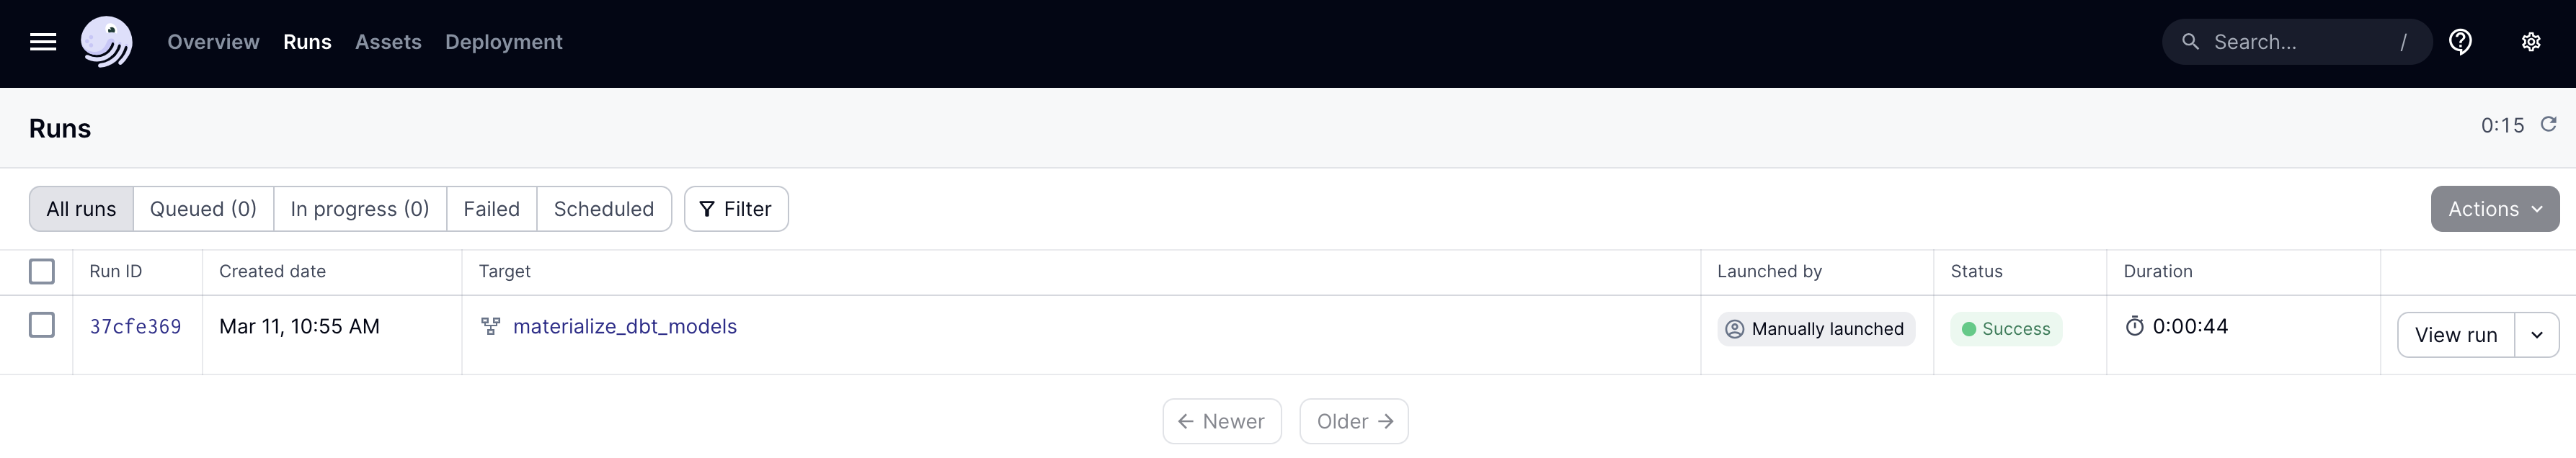 Overview Runs Assets Deployment Search... /
Runs 0:15
All runs Queued (0) In progress (0) Failed Scheduled Filter Actions
Run ID Created date Target Launched by Status Duration
37cfe369 Mar 11, 10:55 AM materialize_dbt_models Manually launched Success 0:00:44 View run
Newer Older